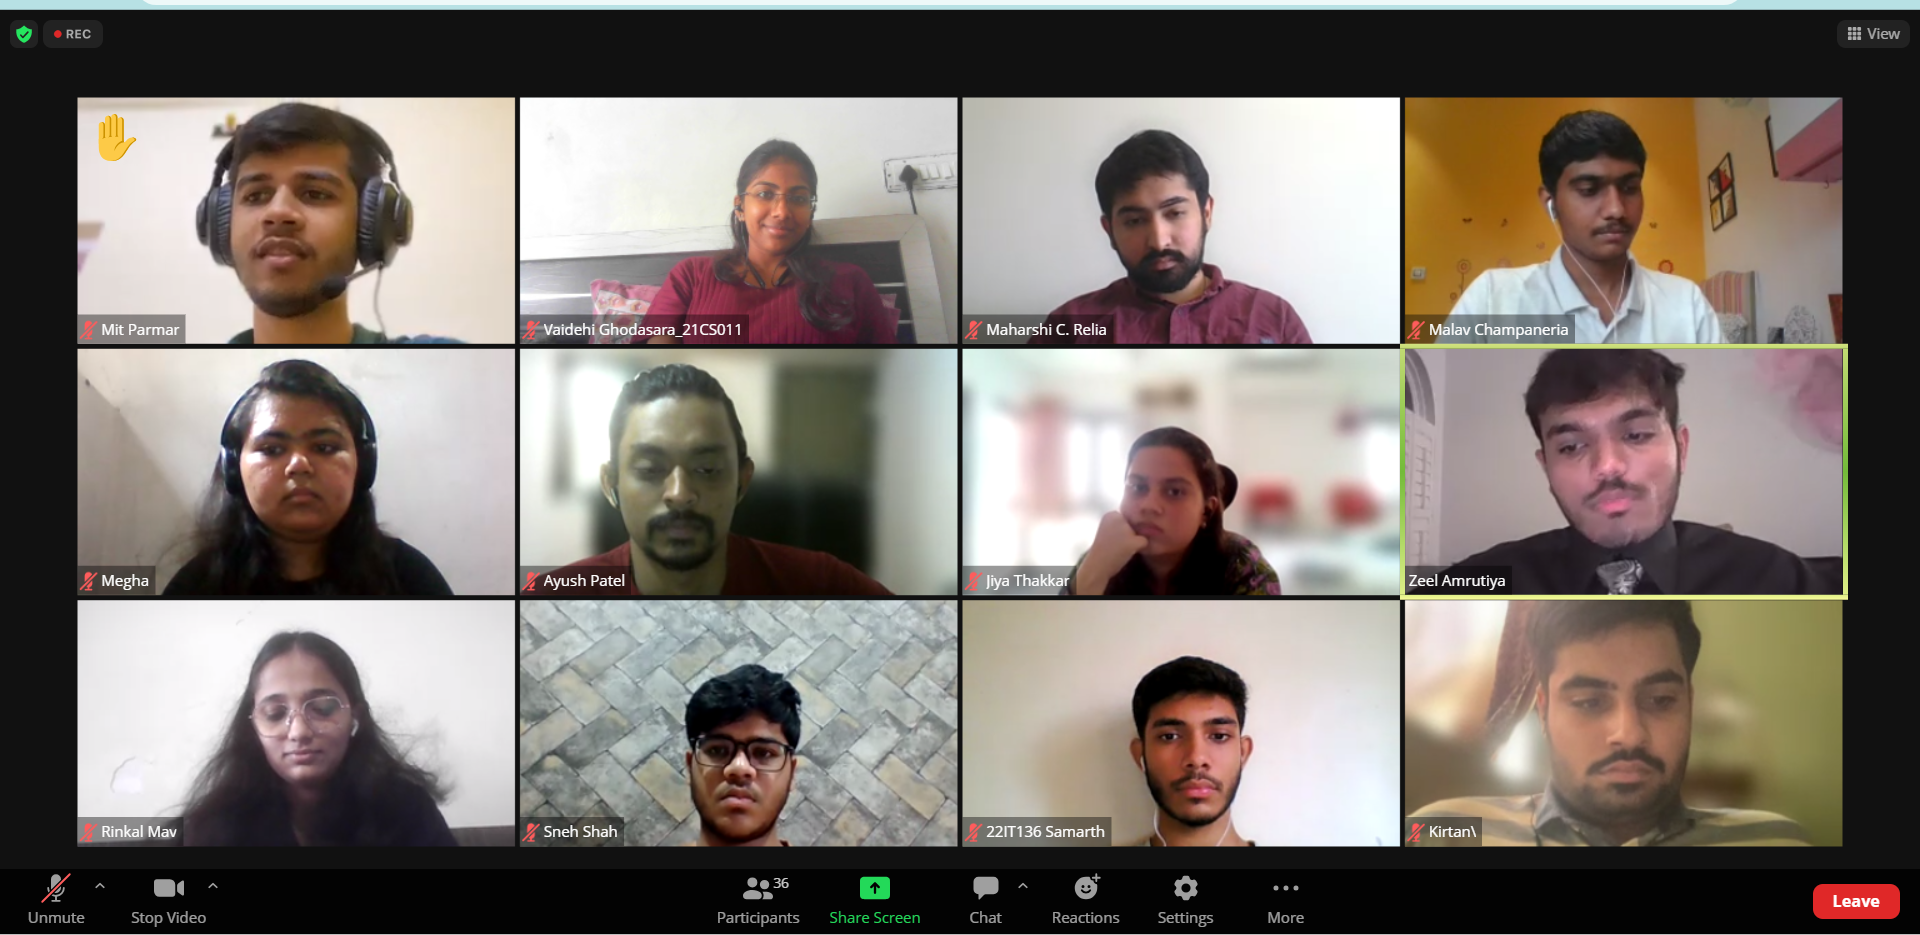 REC
View
Mit Parmar
Vaidehi Ghodasara_21CS011
Maharshi C. Relia
Malav Champaneria
Megha
Ayush Patel
Jiya Thakkar
Zeel Amrutiya
Rinkal Mav
Sneh Shah
22IT136 Samarth
Kirtan\
36
Unmute
Stop Video
Participants
Share Screen
Chat
Reactions
Settings
More
Leave